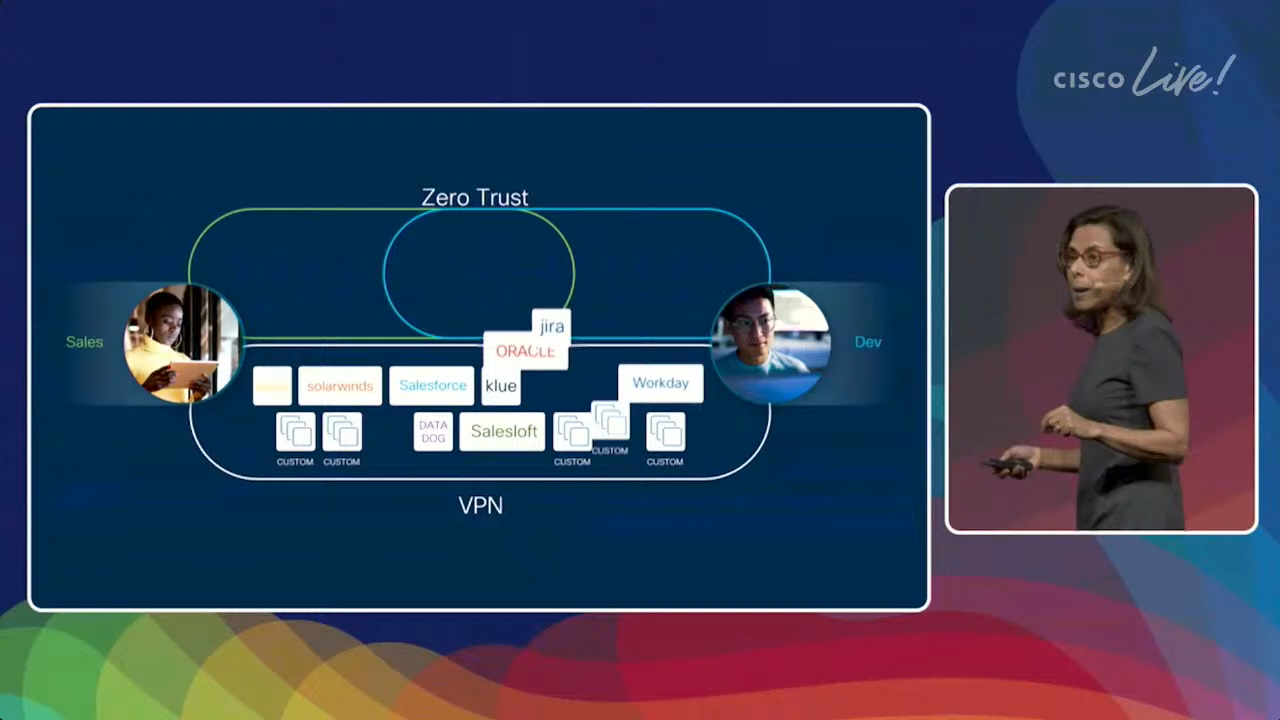 CISCO Live!
Zero Trust
Sales
Dev
jira
ORACLE
solarwinds
Salesforce
klue
Workday
DATA
DOG
Salesloft
CUSTOM
CUSTOM
CUSTOM
CUSTOM
CUSTOM
VPN